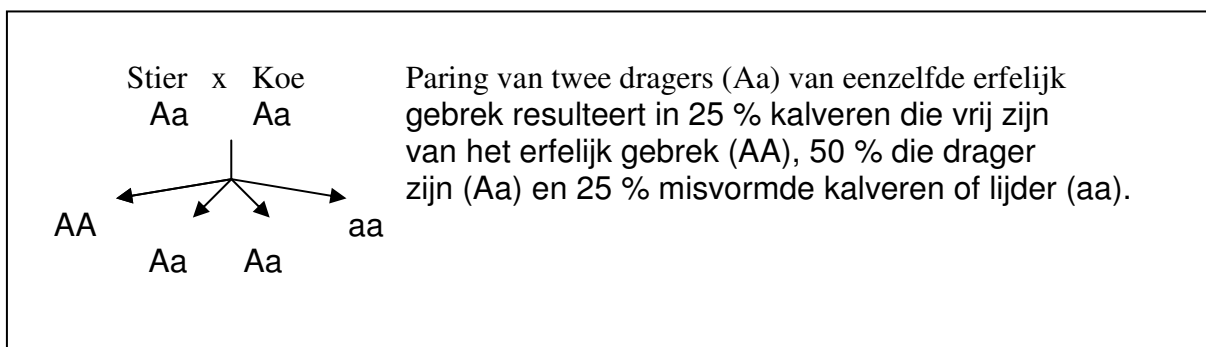 Stier x Koe
Aa Aa
AA aa
Aa Aa
Paring van twee dragers (Aa) van eenzelfde erfelijk
gebrek resulteert in 25 % kalveren die vrij zijn
van het erfelijk gebrek (AA), 50 % die drager
zijn (Aa) en 25 % misvormde kalveren of lijder (aa).